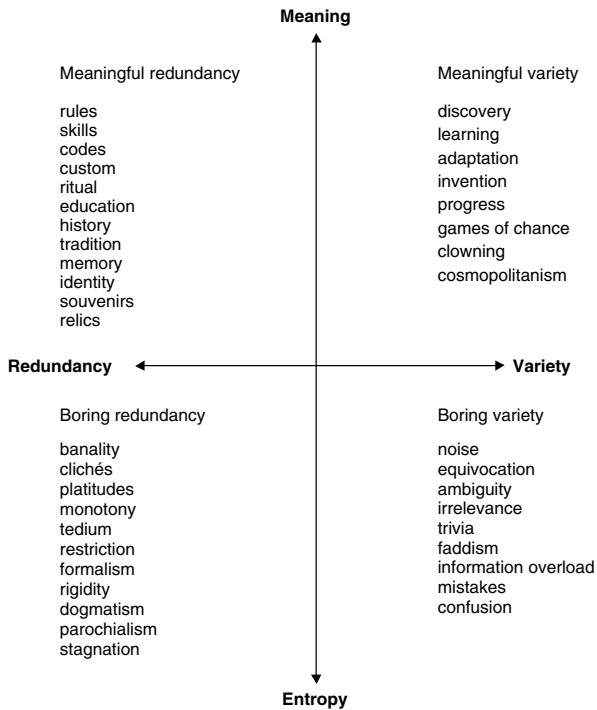 Meaning
Meaningful redundancy
rules
skills
codes
custom
ritual
education
history
tradition
memory
identity
souvenirs
relics
Meaningful variety
discovery
learning
adaptation
invention
progress
games of chance
clowning
cosmopolitanism
Redundancy
Variety
Boring redundancy
banality
clichés
platitudes
monotony
tedium
restriction
formalism
rigidity
dogmatism
parochialism
stagnation
Boring variety
noise
equivocation
ambiguity
irrelevance
trivia
faddism
information overload
mistakes
confusion
Entropy